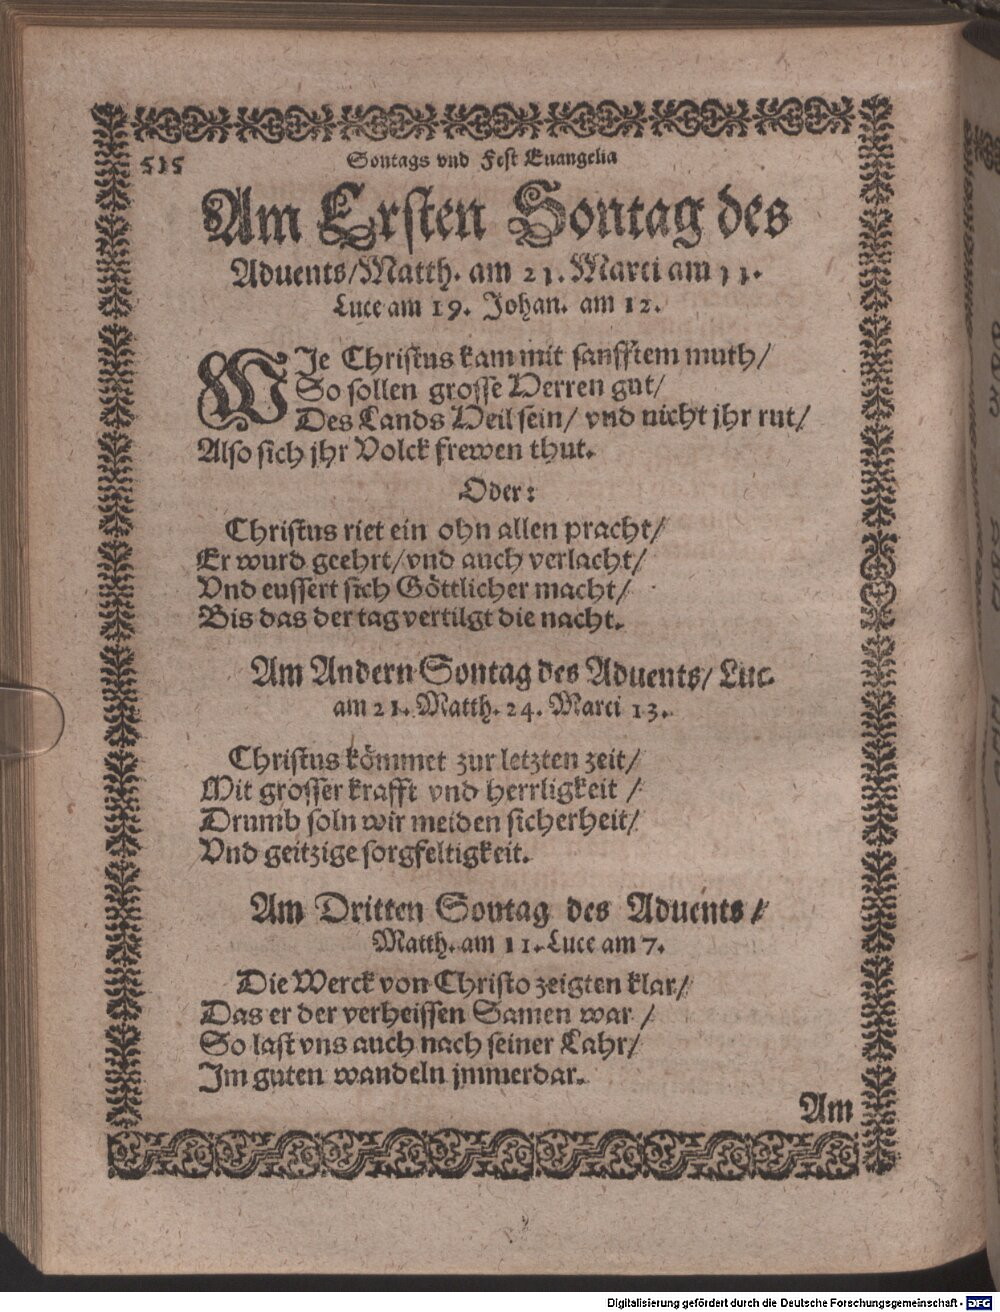 515
Sontags vnd Fest Euangelia
Am Ersten Sontag des
Aduents/Matth. am 21. Marci am 11.
Luce am 19. Johan. am 12.
WJe Christus kam mit sanfftem muth/
So sollen grosse Herren gut/
Des Lands Heil sein/ vnd nicht jhr rut/
Also sich jhr Volck frewen thut.
Oder:
Christus riet ein ohn allen pracht/
Er wurd geehrt/vnd auch verlacht/
Vnd eussert sich Göttlicher macht/
Bis das der tag vertilgt die nacht.
Am Andern Sontag des Aduents/ Luc.
am 21. Matth. 24. Marci 13.
Christus kömmet zur letzten zeit/
Mit grosser krafft vnd herrligkeit /
Drumb soln wir meiden sicherheit/
Vnd geitzige sorgfeltigkeit.
Am Dritten Sontag des Aduents /
Matth. am 11. Luce am 7.
Die Werck von Christo zeigten klar/
Das er der verheissen Samen war /
So last vns auch nach seiner Lahr/
Jm guten wandeln jmmerdar.
Am
Digitalisierung gefördert durch die Deutsche Forschungsgemeinschaft - DFG